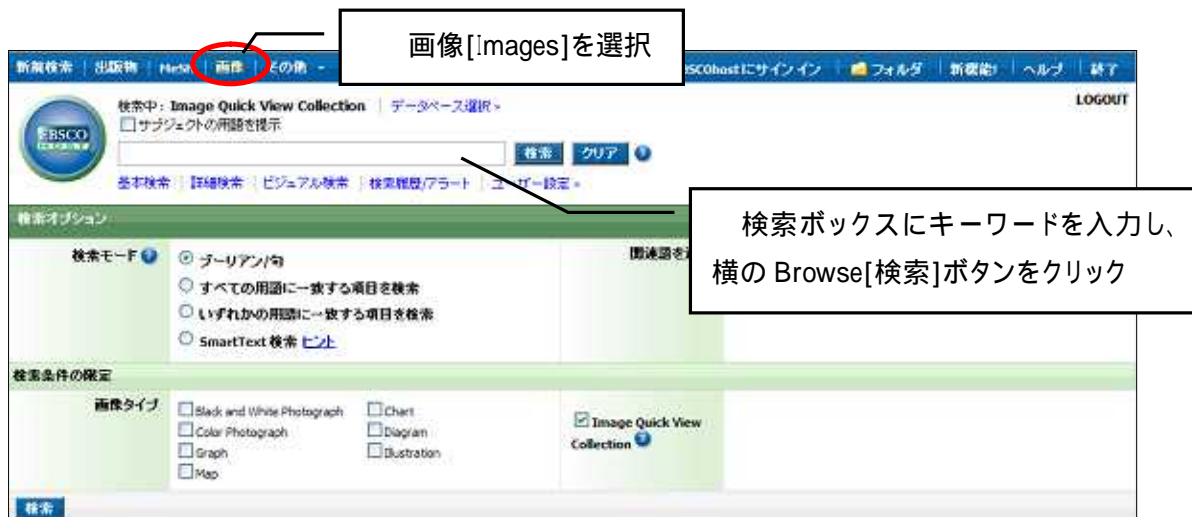 画像[Images]を選択
新規検索 | 出版物 | MeSH | 画像 | その他
EBSCOhostにサインイン | フォルダ | 新機能! | ヘルプ | 終了
検索中: Image Quick View Collection | データベース選択 »
LOGOUT
サブジェクトの用語を提示
EBSCO
検索 クリア
基本検索 | 詳細検索 | ビジュアル検索 | 検索履歴/アラート | ユーザー設定 »
検索オプション
検索ボックスにキーワードを入力し、
横の Browse[検索]ボタンをクリック
検索モード
ブーリアン/句
関連語を
すべての用語に一致する項目を検索
いずれかの用語に一致する項目を検索
SmartText 検索 ヒント
検索条件の限定
画像タイプ
Black and White Photograph
Chart
Color Photograph
Diagram
Graph
Illustration
Map
Image Quick View
Collection
検索